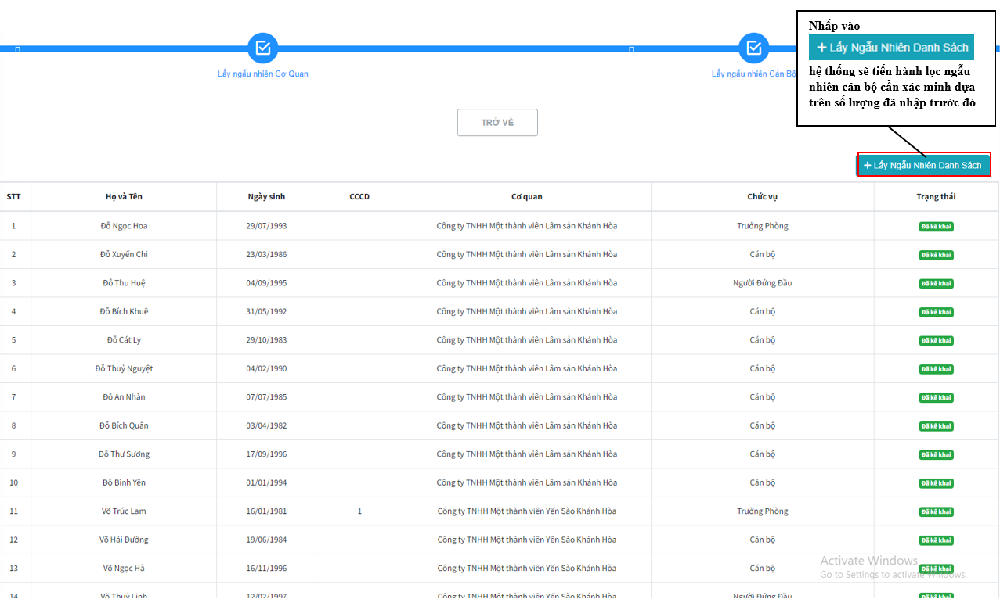 Nhấp vào
+ Lấy Ngẫu Nhiên Danh Sách
hệ thống sẽ tiến hành lọc ngẫu
nhiên cán bộ cần xác minh dựa
trên số lượng đã nhập trước đó
Lấy ngẫu nhiên Cơ Quan
Lấy ngẫu nhiên Cán Bộ
TRỞ VỀ
+ Lấy Ngẫu Nhiên Danh Sách
STT Họ và Tên Ngày sinh CCCD Cơ quan Chức vụ Trạng thái
1 Đỗ Ngọc Hoa 29/07/1993 Công ty TNHH Một thành viên Lâm sản Khánh Hòa Trưởng Phòng Đã kê khai
2 Đỗ Xuyến Chi 23/03/1986 Công ty TNHH Một thành viên Lâm sản Khánh Hòa Cán bộ Đã kê khai
3 Đỗ Thu Huệ 04/09/1995 Công ty TNHH Một thành viên Lâm sản Khánh Hòa Người Đứng Đầu Đã kê khai
4 Đỗ Bích Khuê 31/05/1992 Công ty TNHH Một thành viên Lâm sản Khánh Hòa Cán bộ Đã kê khai
5 Đỗ Cát Ly 29/10/1983 Công ty TNHH Một thành viên Lâm sản Khánh Hòa Cán bộ Đã kê khai
6 Đỗ Thuỷ Nguyệt 04/02/1990 Công ty TNHH Một thành viên Lâm sản Khánh Hòa Cán bộ Đã kê khai
7 Đỗ An Nhàn 07/07/1985 Công ty TNHH Một thành viên Lâm sản Khánh Hòa Cán bộ Đã kê khai
8 Đỗ Bích Quân 03/04/1982 Công ty TNHH Một thành viên Lâm sản Khánh Hòa Cán bộ Đã kê khai
9 Đỗ Thư Sương 17/09/1996 Công ty TNHH Một thành viên Lâm sản Khánh Hòa Cán bộ Đã kê khai
10 Đỗ Bình Yên 01/01/1994 Công ty TNHH Một thành viên Lâm sản Khánh Hòa Cán bộ Đã kê khai
11 Võ Trúc Lam 16/01/1981 1 Công ty TNHH Một thành viên Yến Sào Khánh Hòa Trưởng Phòng Đã kê khai
12 Võ Hải Đường 19/06/1984 Công ty TNHH Một thành viên Yến Sào Khánh Hòa Cán bộ Đã kê khai
13 Võ Ngọc Hà 16/11/1996 Công ty TNHH Một thành viên Yến Sào Khánh Hòa Cán bộ Đã kê khai
14 Võ Thuỳ Linh 12/02/1997 Công ty TNHH Một thành viên Yến Sào Khánh Hòa Người Đứng Đầu Đã kê khai
Activate Windows
Go to Settings to activate Windows.